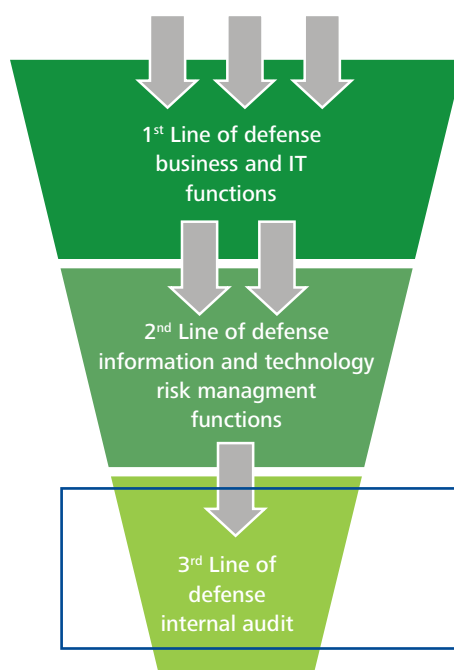 1st Line of defense
business and IT
functions
2nd Line of defense
information and technology
risk managment
functions
3rd Line of
defense
internal audit